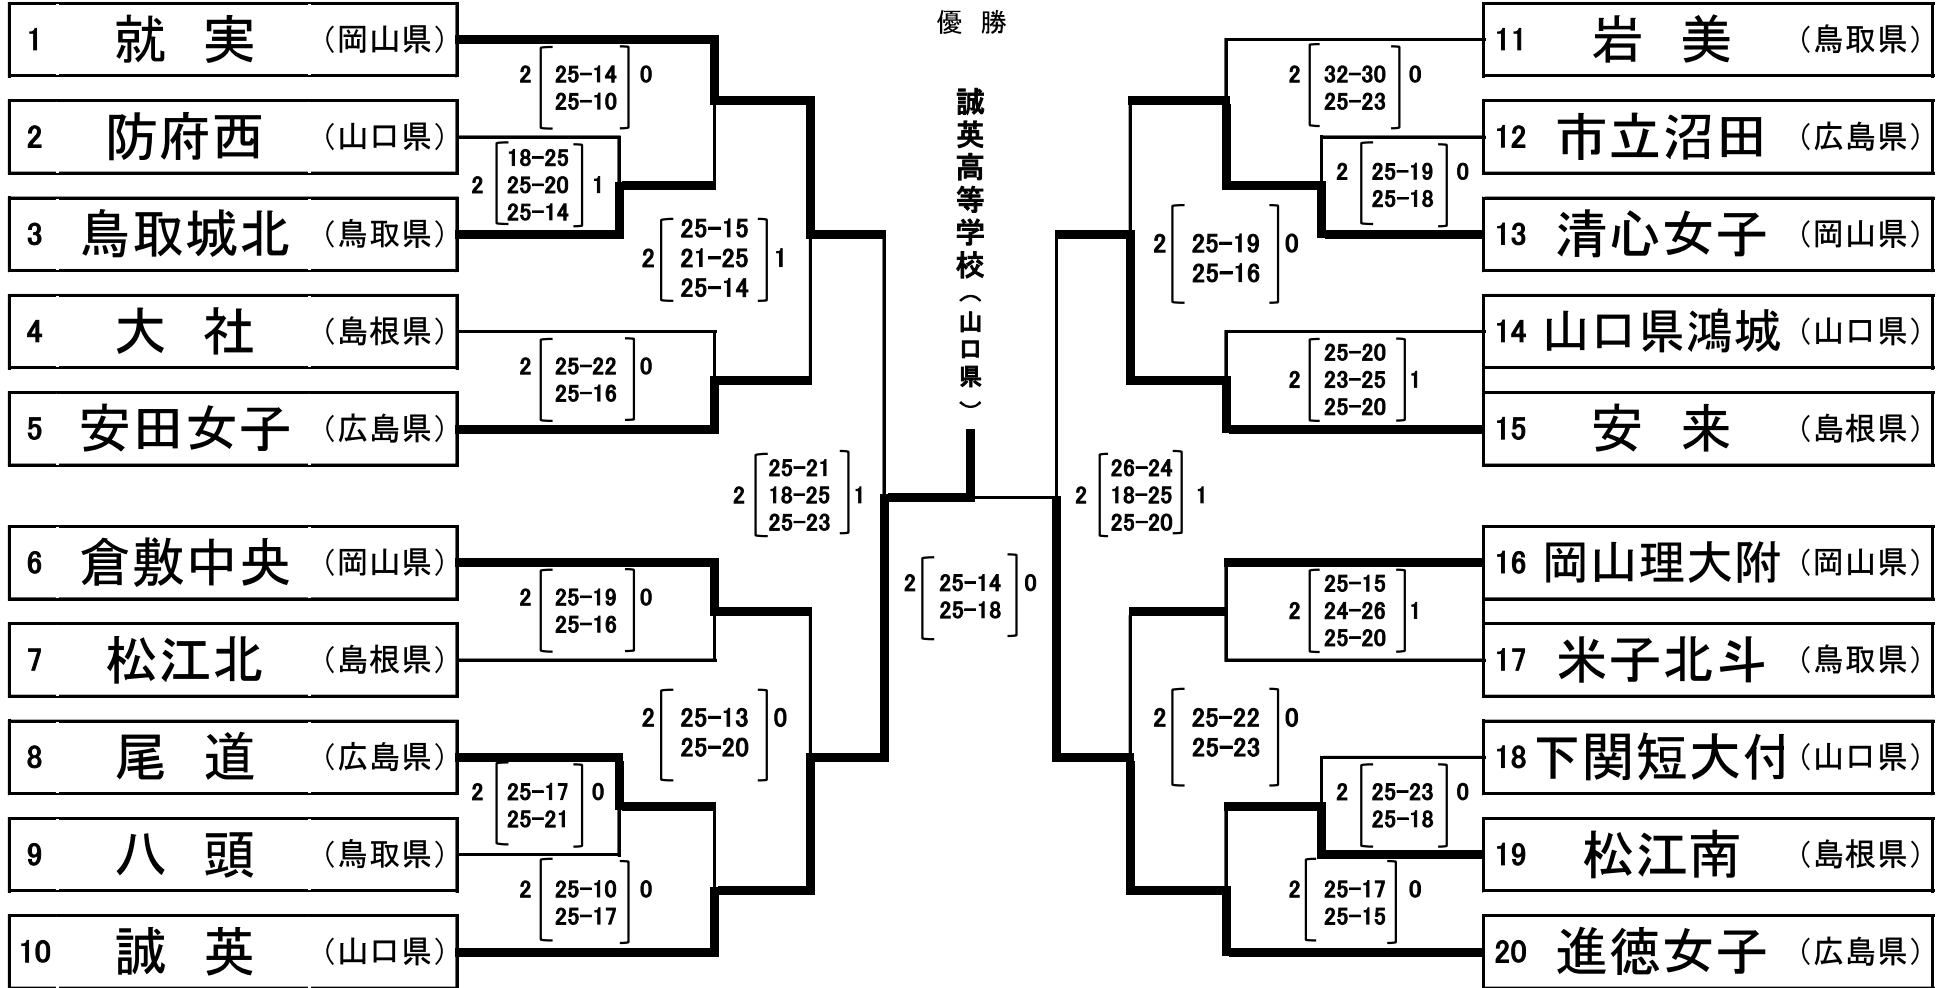 優 勝
誠英高等学校（山口県）
1 就 実 （岡山県）
2 防府西 （山口県）
3 鳥取城北 （鳥取県）
4 大 社 （島根県）
5 安田女子 （広島県）
6 倉敷中央 （岡山県）
7 松江北 （島根県）
8 尾 道 （広島県）
9 八 頭 （鳥取県）
10 誠 英 （山口県）
2 25-14 0
25-10
18-25
2 25-20 1
25-14
25-15
2 21-25 1
25-14
2 25-22 0
25-16
25-21
2 18-25 1
25-23
2 25-19 0
25-16
2 25-13 0
25-20
2 25-17 0
25-21
2 25-10 0
25-17
2 25-14 0
25-18
11 岩 美 （鳥取県）
12 市立沼田 （広島県）
13 清心女子 （岡山県）
14 山口県鴻城 （山口県）
15 安 来 （島根県）
16 岡山理大附 （岡山県）
17 米子北斗 （鳥取県）
18 下関短大付 （山口県）
19 松江南 （島根県）
20 進徳女子 （広島県）
2 32-30 0
25-23
2 25-19 0
25-18
2 25-19 0
25-16
25-20
2 23-25 1
25-20
26-24
2 18-25 1
25-20
25-15
2 24-26 1
25-20
2 25-22 0
25-23
2 25-23 0
25-18
2 25-17 0
25-15